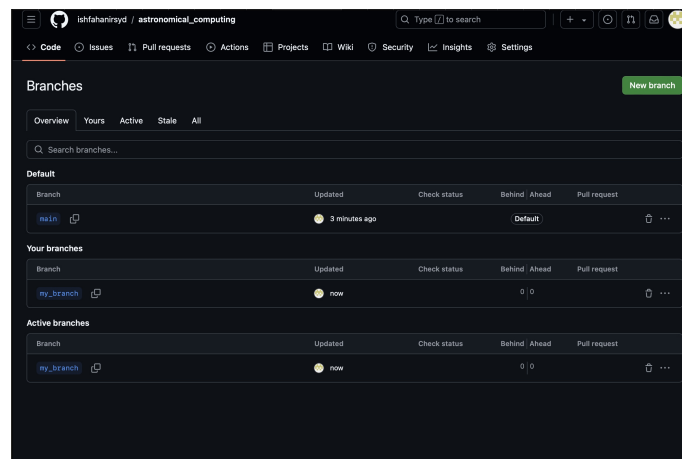 ishfahanirsyd / astronomical_computing
Type / to search
Code Issues Pull requests Actions Projects Wiki Security Insights Settings
Branches
New branch
Overview Yours Active Stale All
Search branches...
Default
Branch Updated Check status Behind Ahead Pull request
main 3 minutes ago Default
Your branches
Branch Updated Check status Behind Ahead Pull request
my_branch now 0 0
Active branches
Branch Updated Check status Behind Ahead Pull request
my_branch now 0 0